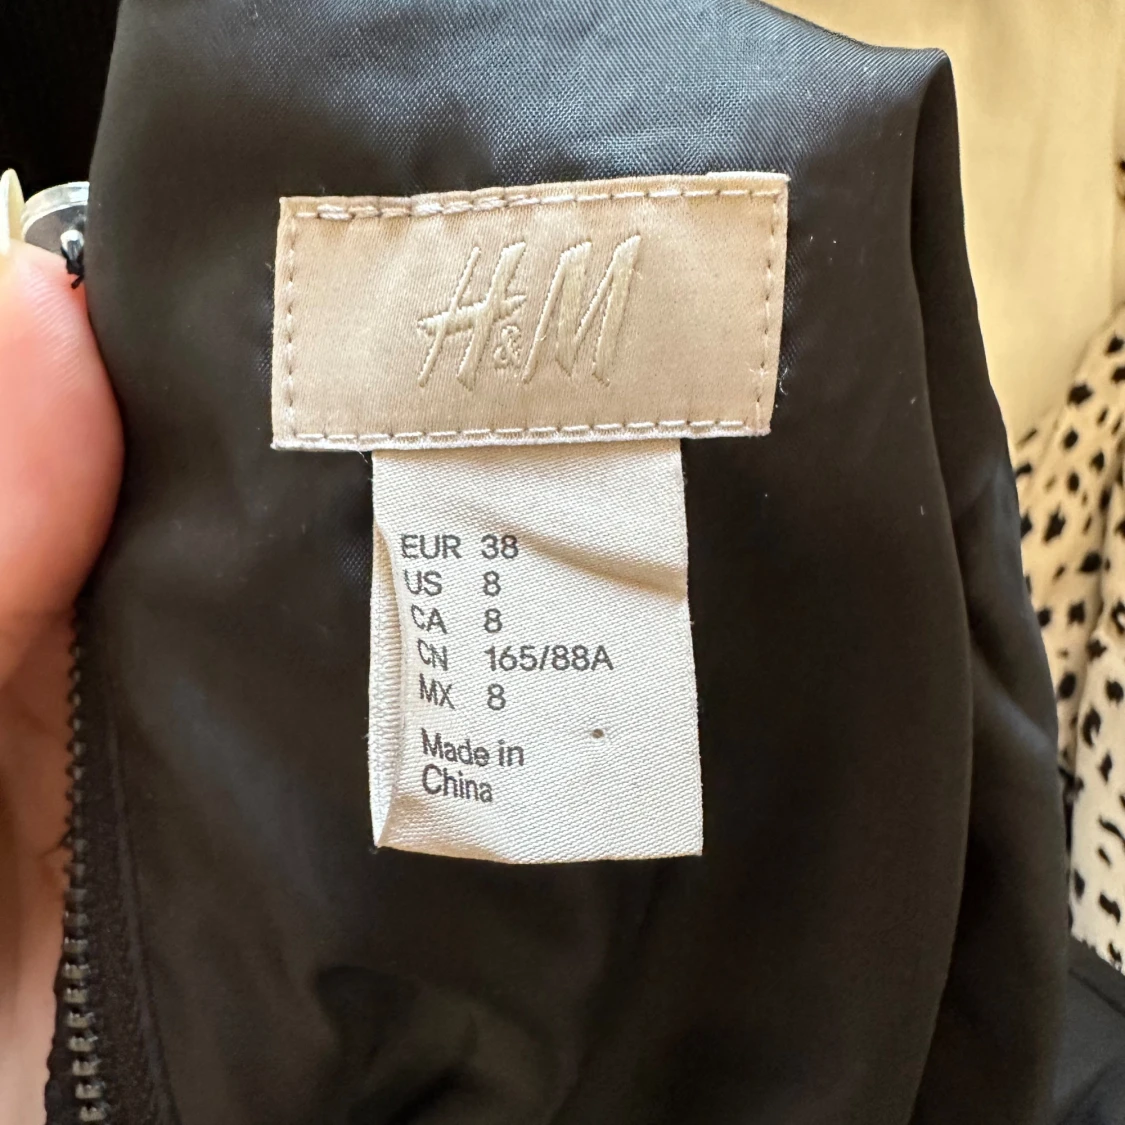 H&M
EUR 38
US 8
CA 8
CN 165/88A
MX 8
Made in
China